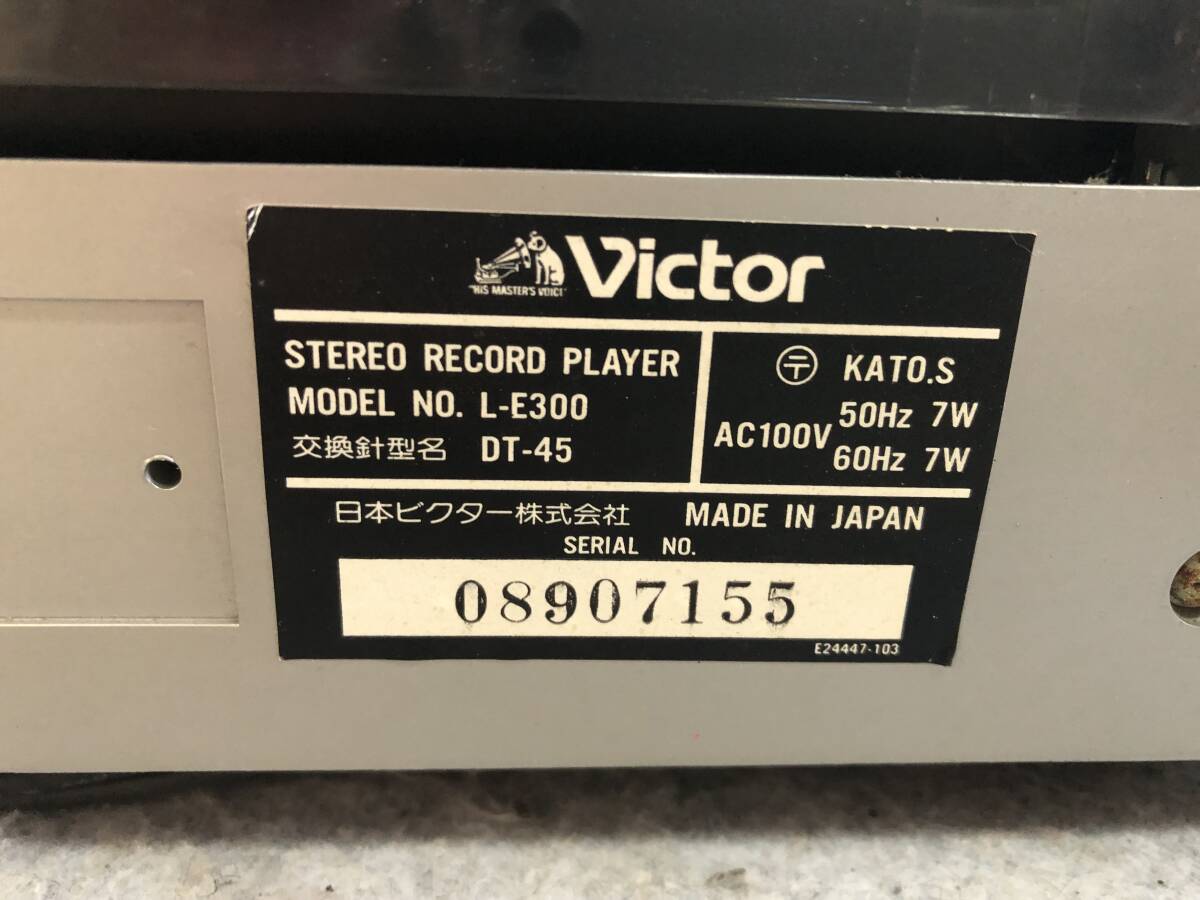 "HIS MASTER'S VOICE"
Victor
STEREO RECORD PLAYER
MODEL NO. L-E300
交換針型名 DT-45
〒 KATO.S
AC100V
50Hz 7W
60Hz 7W
日本ビクター株式会社 MADE IN JAPAN
SERIAL NO.
08907155
E24447-103